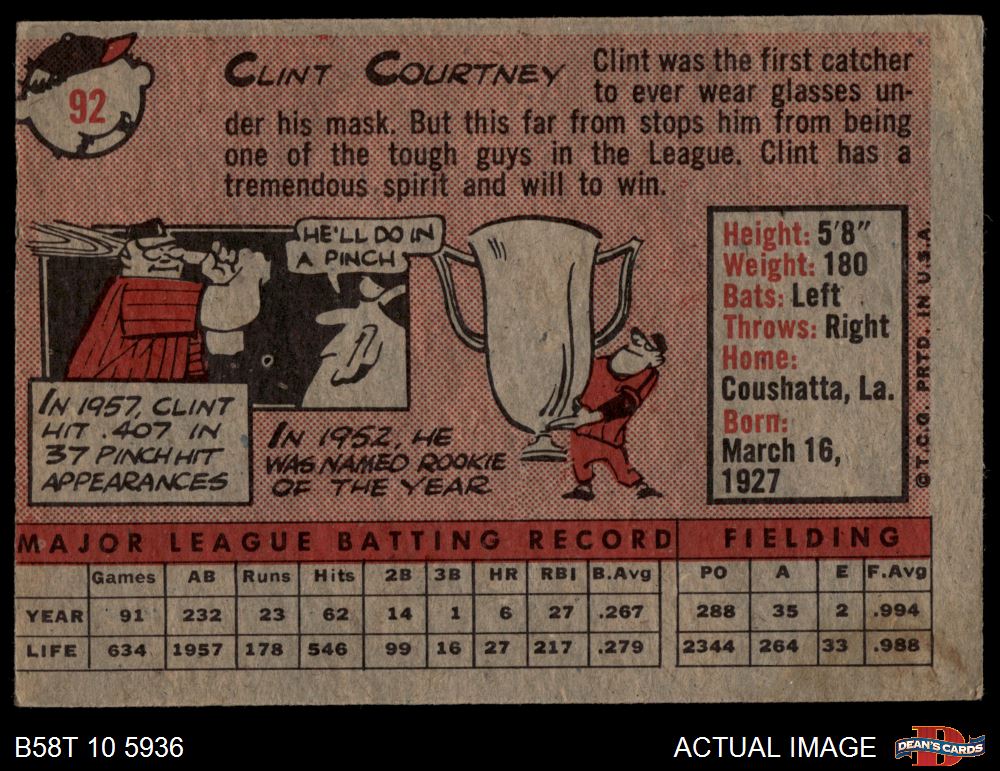 92
CLINT COURTNEY
Clint was the first catcher
to ever wear glasses un-
der his mask. But this far from stops him from being
one of the tough guys in the League. Clint has a
tremendous spirit and will to win.
HE'LL DO IN
A PINCH
IN 1957, CLINT
HIT .407 IN
37 PINCH HIT
APPEARANCES
IN 1952, HE
WAS NAMED ROOKIE
OF THE YEAR
Height: 5'8"
Weight: 180
Bats: Left
Throws: Right
Home:
Coushatta, La.
Born:
March 16,
1927
©T.C.G. PRTD. IN U.S.A.
MAJOR LEAGUE BATTING RECORD FIELDING
Games AB Runs Hits 2B 3B HR RBI B.Avg PO A E F.Avg
YEAR 91 232 23 62 14 1 6 27 .267 288 35 2 .994
LIFE 634 1957 178 546 99 16 27 217 .279 2344 264 33 .988
B58T 10 5936
ACTUAL IMAGE
D
DEAN'S CARDS